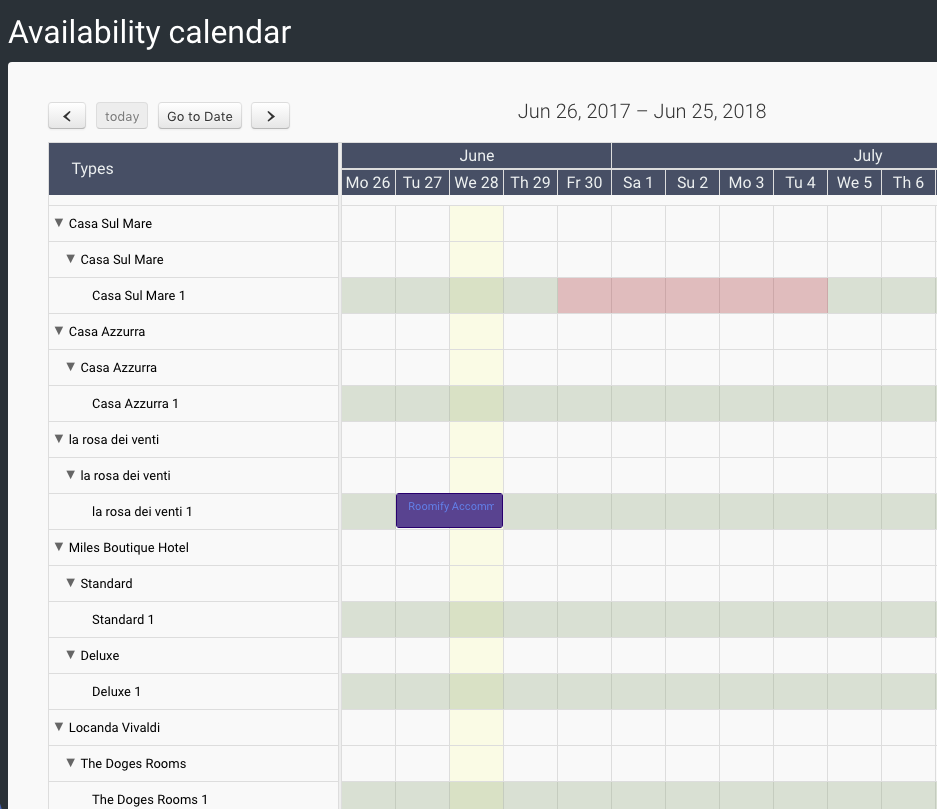 Availability calendar
today Go to Date
Jun 26, 2017 – Jun 25, 2018
Types
June July
Mo 26 Tu 27 We 28 Th 29 Fr 30 Sa 1 Su 2 Mo 3 Tu 4 We 5 Th 6
Casa Sul Mare
Casa Sul Mare
Casa Sul Mare 1
Casa Azzurra
Casa Azzurra
Casa Azzurra 1
la rosa dei venti
la rosa dei venti
la rosa dei venti 1
Roomify Accom
Miles Boutique Hotel
Standard
Standard 1
Deluxe
Deluxe 1
Locanda Vivaldi
The Doges Rooms
The Doges Rooms 1